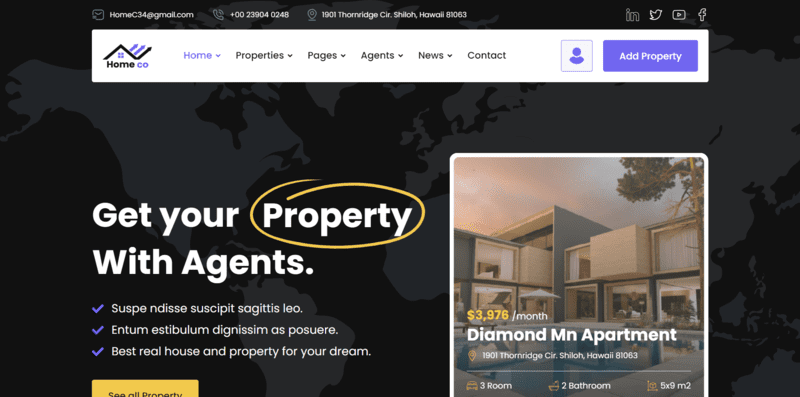 HomeC34@gmail.com
+00 23904 0248
1901 Thornridge Cir. Shiloh, Hawaii 81063
Home co
Home
Properties
Pages
Agents
News
Contact
Add Property
Get your Property
With Agents.
Suspe ndisse suscipit sagittis leo.
Entum estibulum dignissim as posuere.
Best real house and property for your dream.
See all Property
$3,976 /month
Diamond Mn Apartment
1901 Thornridge Cir. Shiloh, Hawaii 81063
3 Room
2 Bathroom
5x9 m2